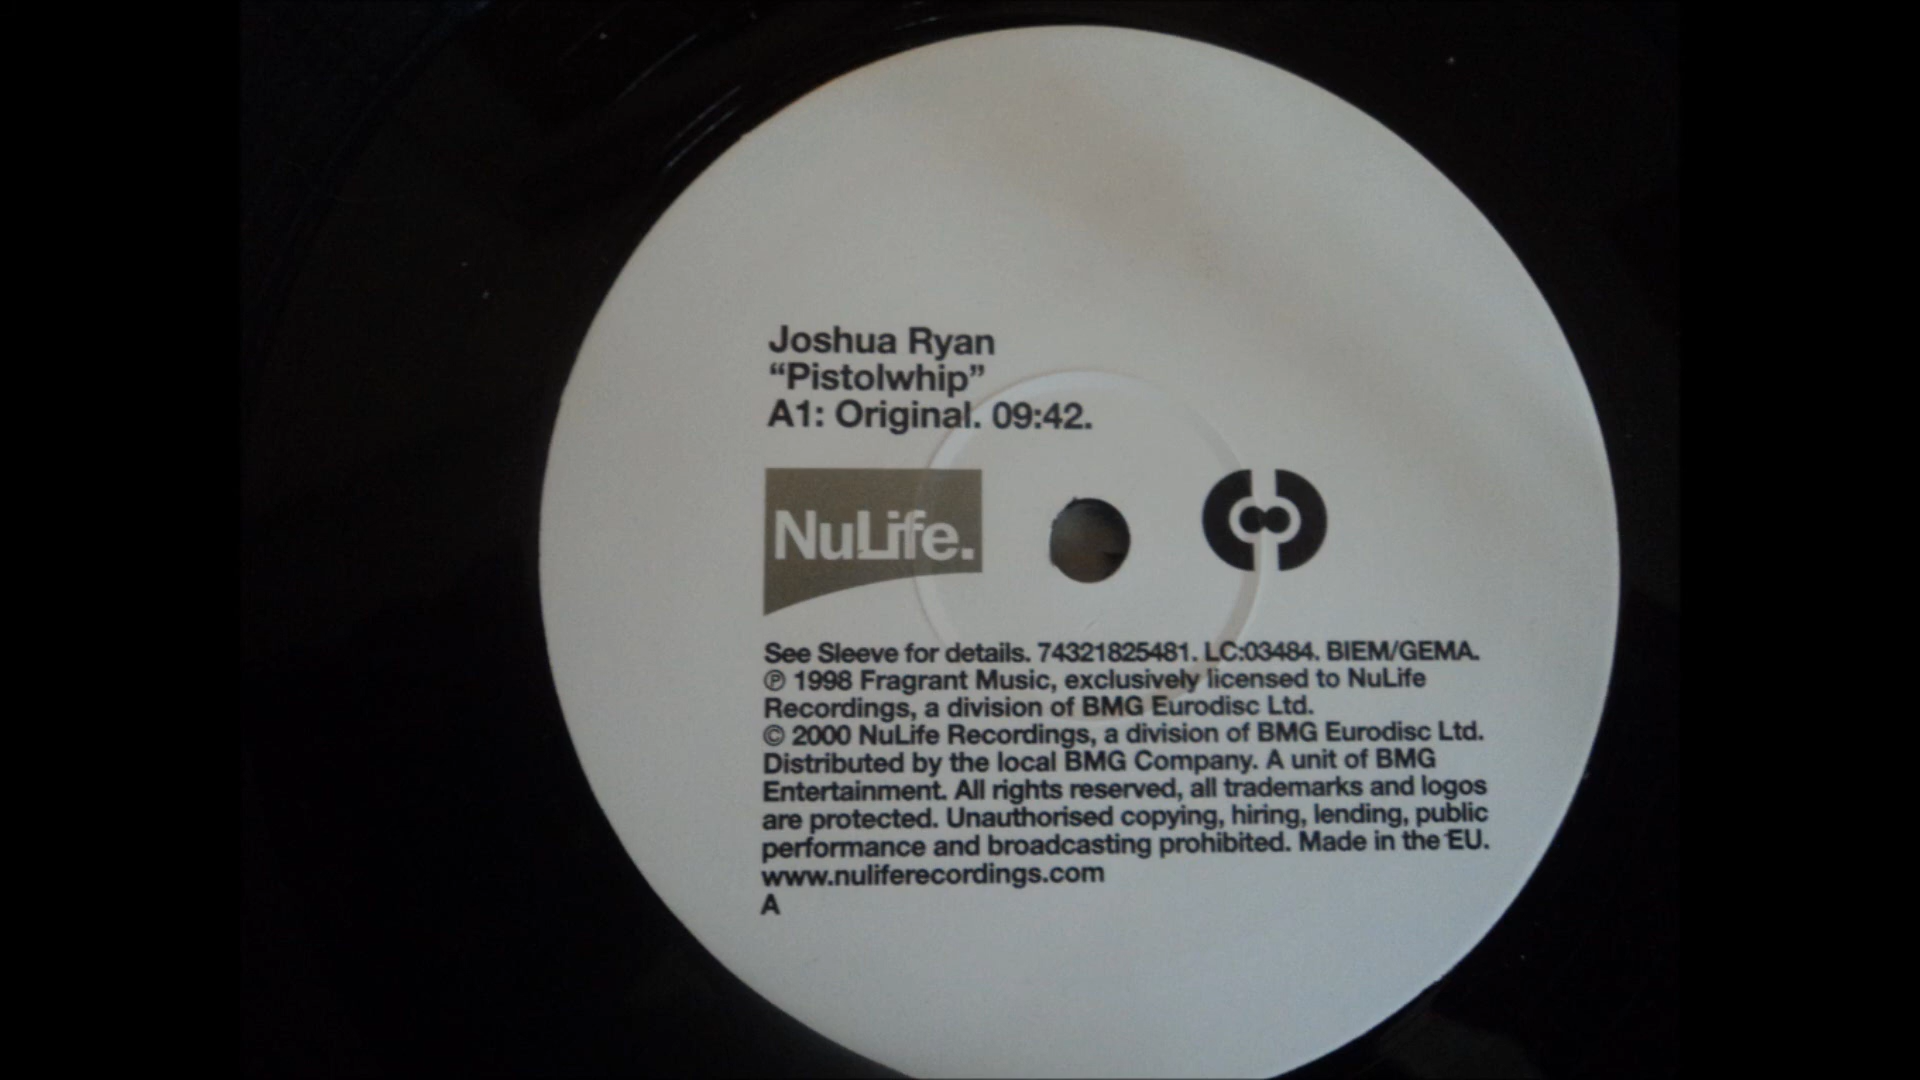 Joshua Ryan
“Pistolwhip”
A1: Original. 09:42.
NuLife.
See Sleeve for details. 74321825481. LC:03484. BIEM/GEMA.
℗ 1998 Fragrant Music, exclusively licensed to NuLife
Recordings, a division of BMG Eurodisc Ltd.
© 2000 NuLife Recordings, a division of BMG Eurodisc Ltd.
Distributed by the local BMG Company. A unit of BMG
Entertainment. All rights reserved, all trademarks and logos
are protected. Unauthorised copying, hiring, lending, public
performance and broadcasting prohibited. Made in the EU.
www.nuliferecordings.com
A